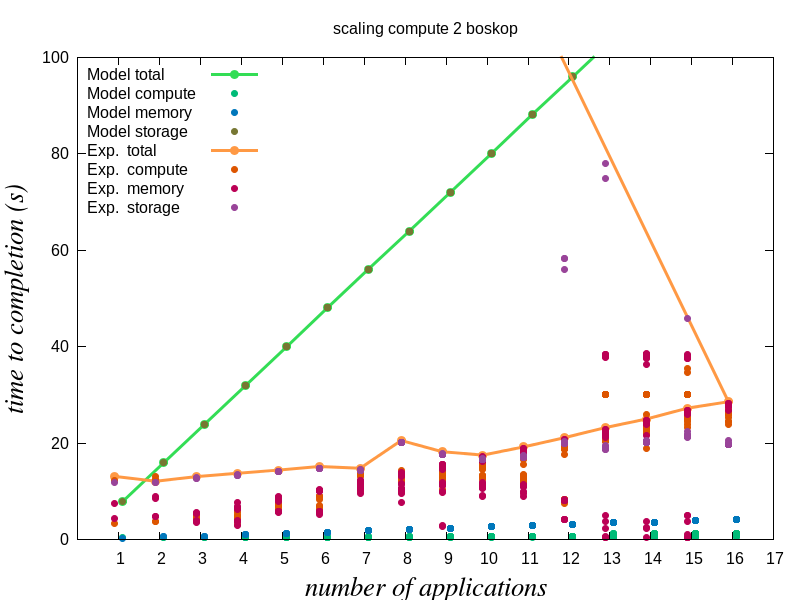 scaling compute 2 boskop
100
80
60
40
20
0
time to completion (s)
Model total
Model compute
Model memory
Model storage
Exp. total
Exp. compute
Exp. memory
Exp. storage
1 2 3 4 5 6 7 8 9 10 11 12 13 14 15 16 17
number of applications